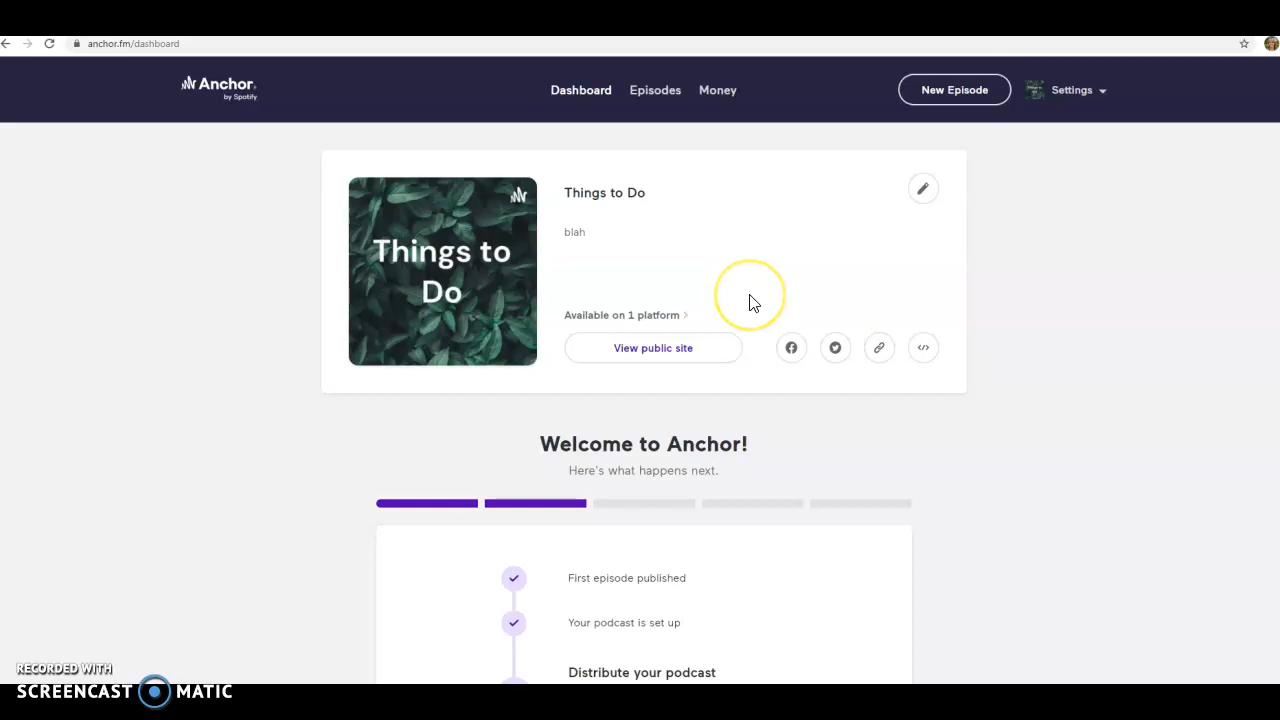 anchor.fm/dashboard
Anchor
by Spotify
Dashboard Episodes Money
New Episode
Settings
Things to
Do
Things to Do
blah
Available on 1 platform >
View public site
Welcome to Anchor!
Here's what happens next.
First episode published
Your podcast is set up
Distribute your podcast
RECORDED WITH
SCREENCAST MATIC